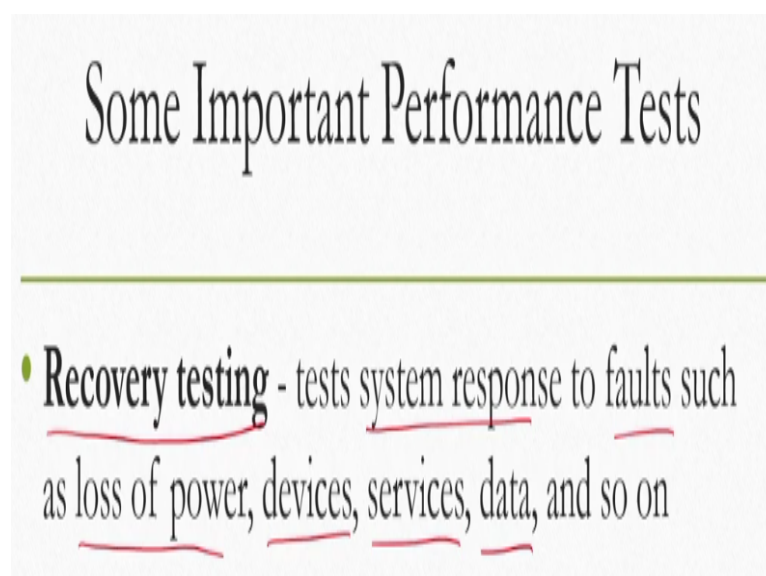 Some Important Performance Tests
• Recovery testing - tests system response to faults such
as loss of power, devices, services, data, and so on